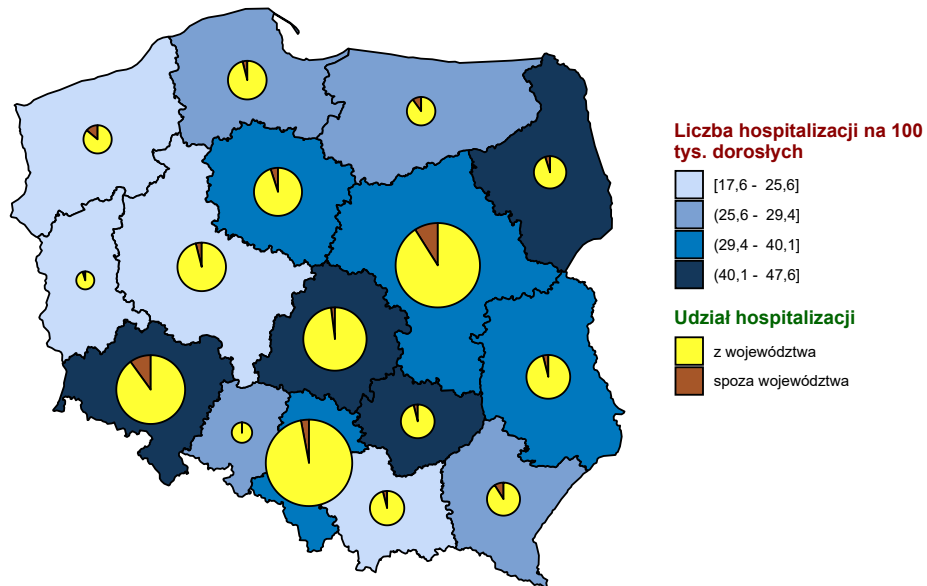 Liczba hospitalizacji na 100
tys. dorosłych
[17,6 - 25,6]
(25,6 - 29,4]
(29,4 - 40,1]
(40,1 - 47,6]
Udział hospitalizacji
z województwa
spoza województwa